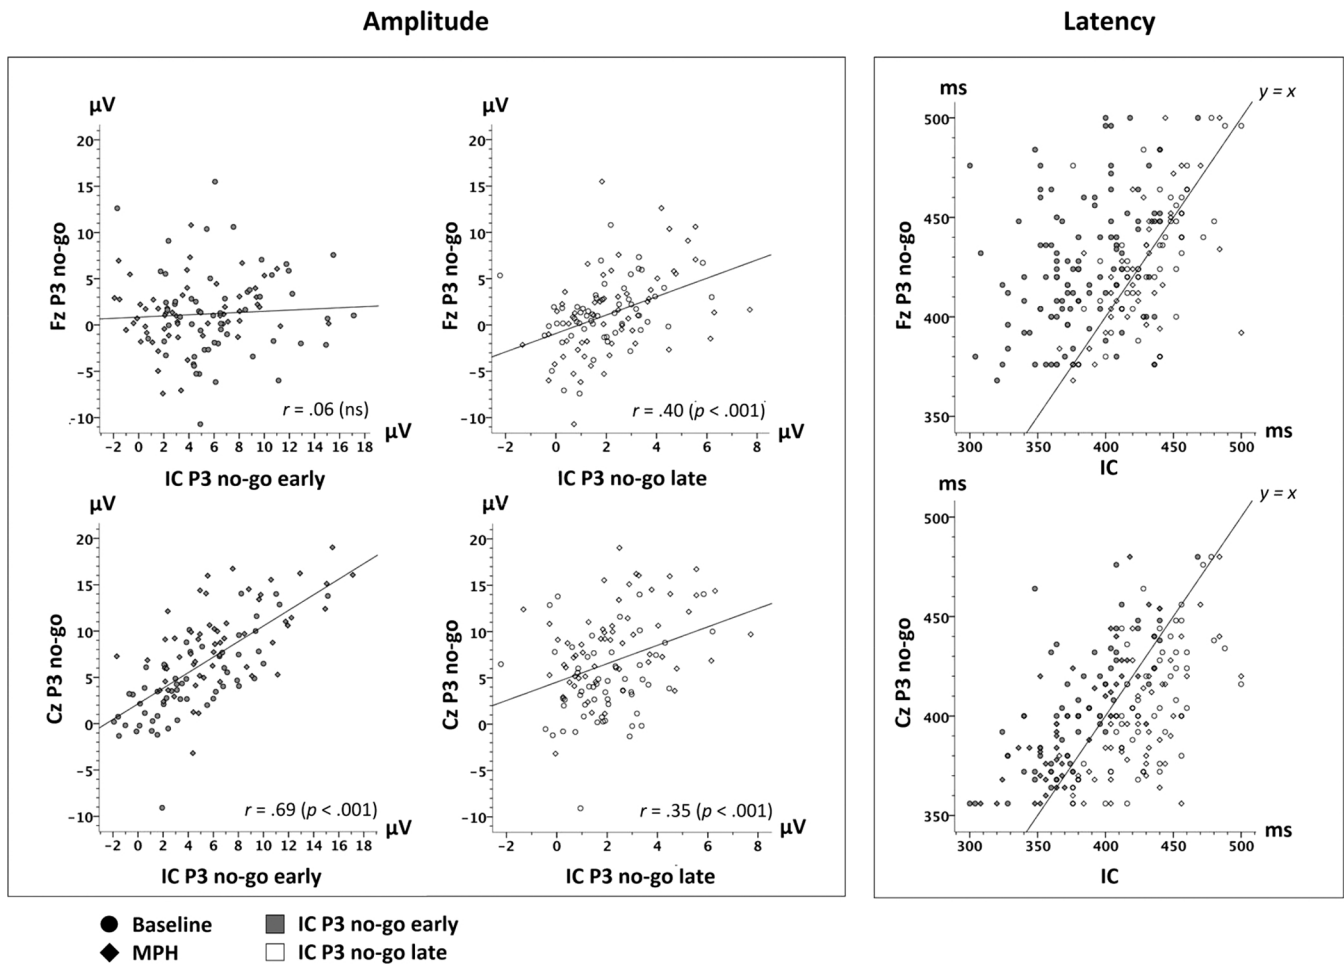 Amplitude
Latency
μV
20
15
10
5
0
−5
−10
Fz P3 no-go
r = .06 (ns)
−2 0 2 4 6 8 10 12 14 16 18
μV
IC P3 no-go early
μV
20
15
10
5
0
−5
−10
Fz P3 no-go
r = .40 (p < .001)
−2 0 2 4 6 8
μV
IC P3 no-go late
ms
y = x
500
450
400
350
Fz P3 no-go
300 350 400 450 500
ms
IC
μV
20
15
10
5
0
−5
−10
Cz P3 no-go
r = .69 (p < .001)
−2 0 2 4 6 8 10 12 14 16 18
μV
IC P3 no-go early
μV
20
15
10
5
0
−5
−10
Cz P3 no-go
r = .35 (p < .001)
−2 0 2 4 6 8
μV
IC P3 no-go late
ms
y = x
500
450
400
350
Cz P3 no-go
300 350 400 450 500
ms
IC
Baseline
IC P3 no-go early
MPH
IC P3 no-go late